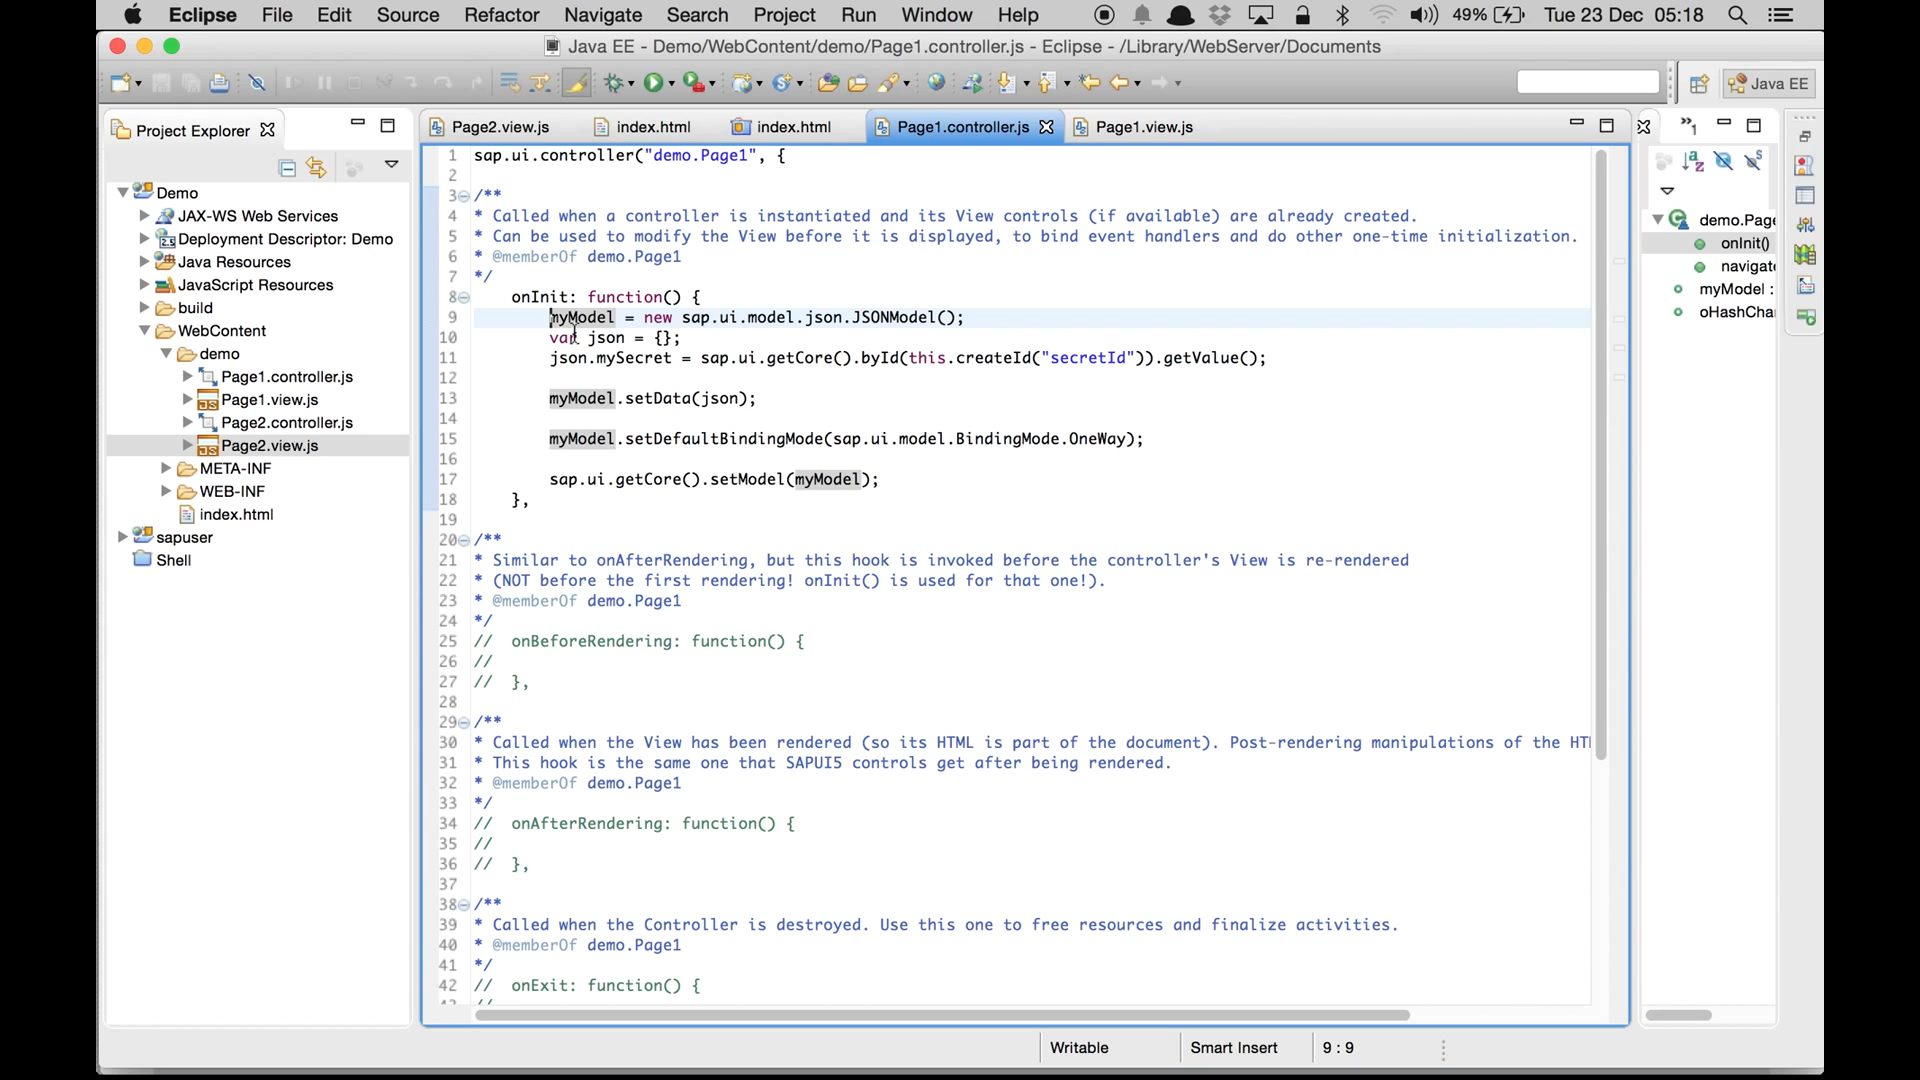 Eclipse File Edit Source Refactor Navigate Search Project Run Window Help 49% Tue 23 Dec 05:18
Java EE - Demo/WebContent/demo/Page1.controller.js - Eclipse - /Library/WebServer/Documents
Java EE
Project Explorer
Page2.view.js index.html index.html Page1.controller.js Page1.view.js
»1
Demo
JAX-WS Web Services
Deployment Descriptor: Demo
Java Resources
JavaScript Resources
build
WebContent
demo
Page1.controller.js
Page1.view.js
Page2.controller.js
Page2.view.js
META-INF
WEB-INF
index.html
sapuser
Shell
1 sap.ui.controller("demo.Page1", {
2
3 /**
4 * Called when a controller is instantiated and its View controls (if available) are already created.
5 * Can be used to modify the View before it is displayed, to bind event handlers and do other one-time initialization.
6 * @memberOf demo.Page1
7 */
8 onInit: function() {
9 myModel = new sap.ui.model.json.JSONModel();
10 var json = {};
11 json.mySecret = sap.ui.getCore().byId(this.createId("secretId")).getValue();
12
13 myModel.setData(json);
14
15 myModel.setDefaultBindingMode(sap.ui.model.BindingMode.OneWay);
16
17 sap.ui.getCore().setModel(myModel);
18 },
19
20 /**
21 * Similar to onAfterRendering, but this hook is invoked before the controller's View is re-rendered
22 * (NOT before the first rendering! onInit() is used for that one!).
23 * @memberOf demo.Page1
24 */
25 // onBeforeRendering: function() {
26 //
27 // },
28
29 /**
30 * Called when the View has been rendered (so its HTML is part of the document). Post-rendering manipulations of the HT
31 * This hook is the same one that SAPUI5 controls get after being rendered.
32 * @memberOf demo.Page1
33 */
34 // onAfterRendering: function() {
35 //
36 // },
37
38 /**
39 * Called when the Controller is destroyed. Use this one to free resources and finalize activities.
40 * @memberOf demo.Page1
41 */
42 // onExit: function() {
demo.Page
onInit()
navigate
myModel :
oHashCha
Writable Smart Insert 9 : 9